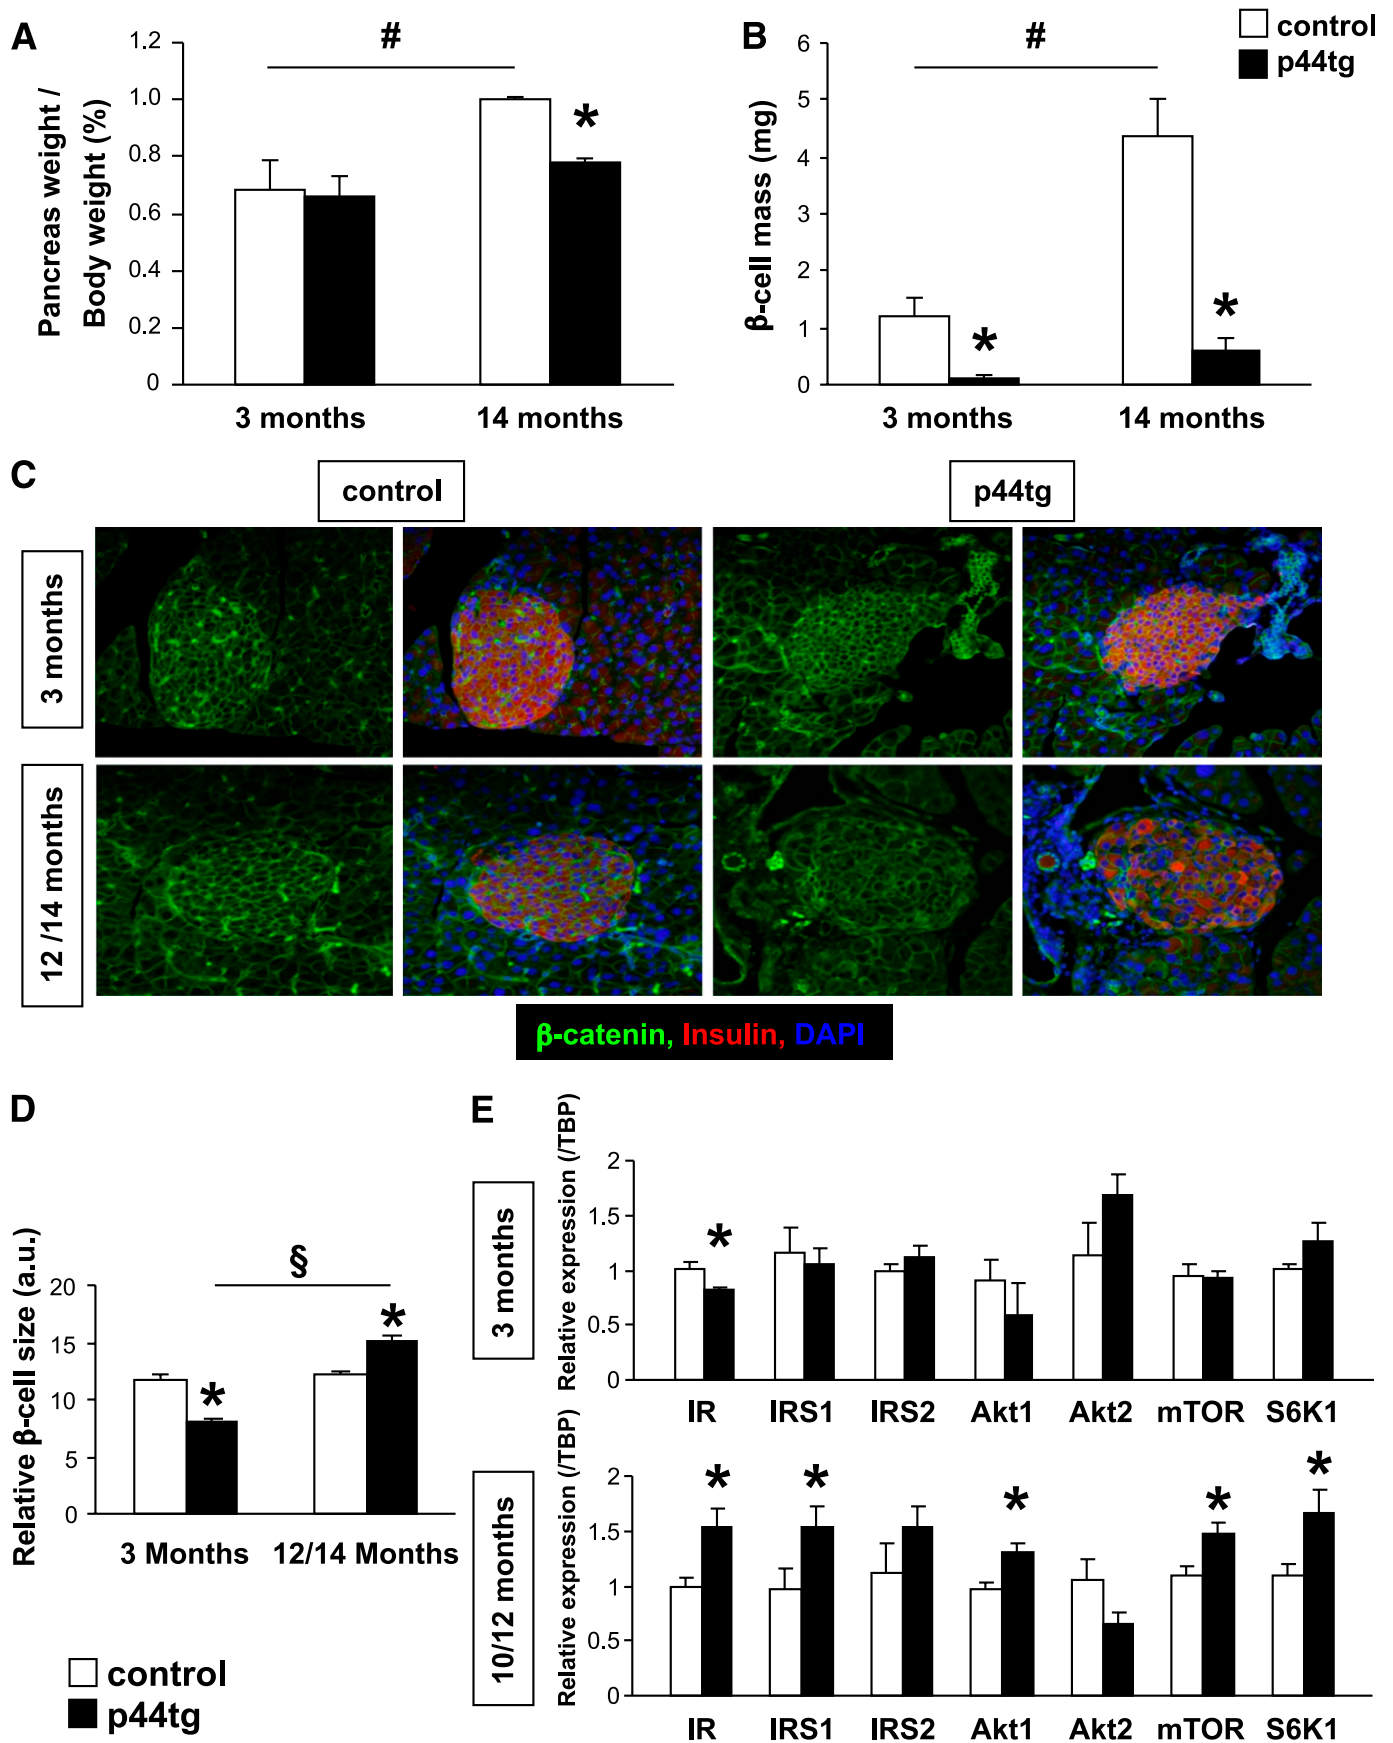 A
Pancreas weight /
Body weight (%)
1.2
1.0
0.8
0.6
0.4
0.2
0
#
*
3 months
14 months
B
control
p44tg
β-cell mass (mg)
6
5
4
3
2
1
0
#
*
*
3 months
14 months
C
control
p44tg
3 months
12 /14 months
β-catenin, Insulin, DAPI
D
Relative β-cell size (a.u.)
20
15
10
5
0
§
*
*
3 Months
12/14 Months
control
p44tg
E
3 months
Relative expression (/TBP)
2
1.5
1
0.5
0
*
IR IRS1 IRS2 Akt1 Akt2 mTOR S6K1
10/12 months
Relative expression (/TBP)
2
1.5
1
0.5
0
* * * * *
IR IRS1 IRS2 Akt1 Akt2 mTOR S6K1